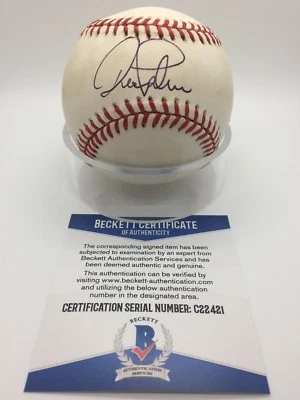 BECKETT CERTIFICATE
OF AUTHENTICITY
The corresponding signed item has been
subjected to examination by an expert from
Beckett Authentication Services and has
been deemed authentic and genuine.
This authentication can be verified by
visiting www.beckett-authentication.com
and utilizing the below authentication
number in the designated area.
CERTIFICATION SERIAL NUMBER: C22421
BECKETT
B
AUTHENTICATION
SERVICES